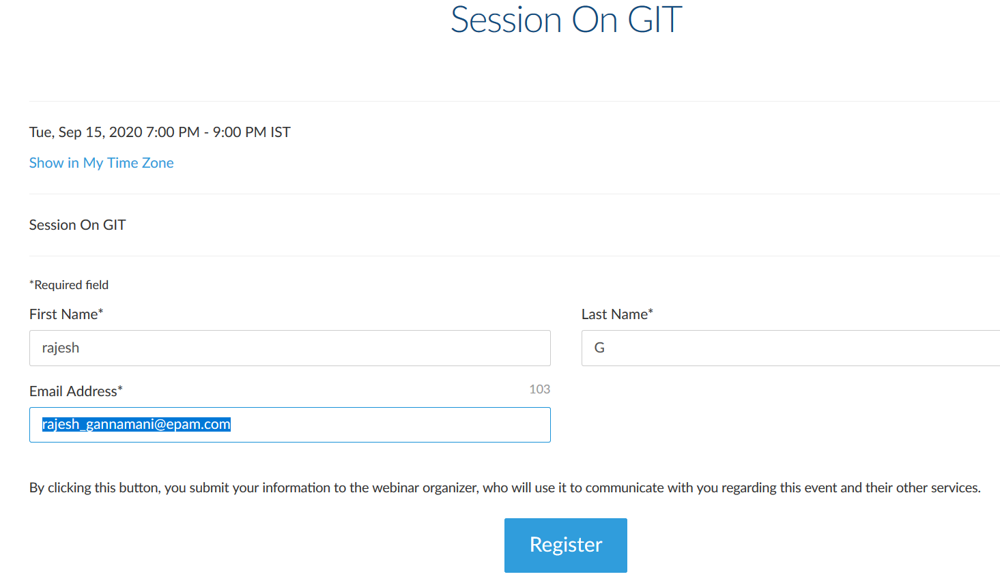 Session On GIT
Tue, Sep 15, 2020 7:00 PM - 9:00 PM IST
Show in My Time Zone
Session On GIT
*Required field
First Name*
Last Name*
rajesh
G
Email Address*
103
rajesh_gannamani@epam.com
By clicking this button, you submit your information to the webinar organizer, who will use it to communicate with you regarding this event and their other services.
Register